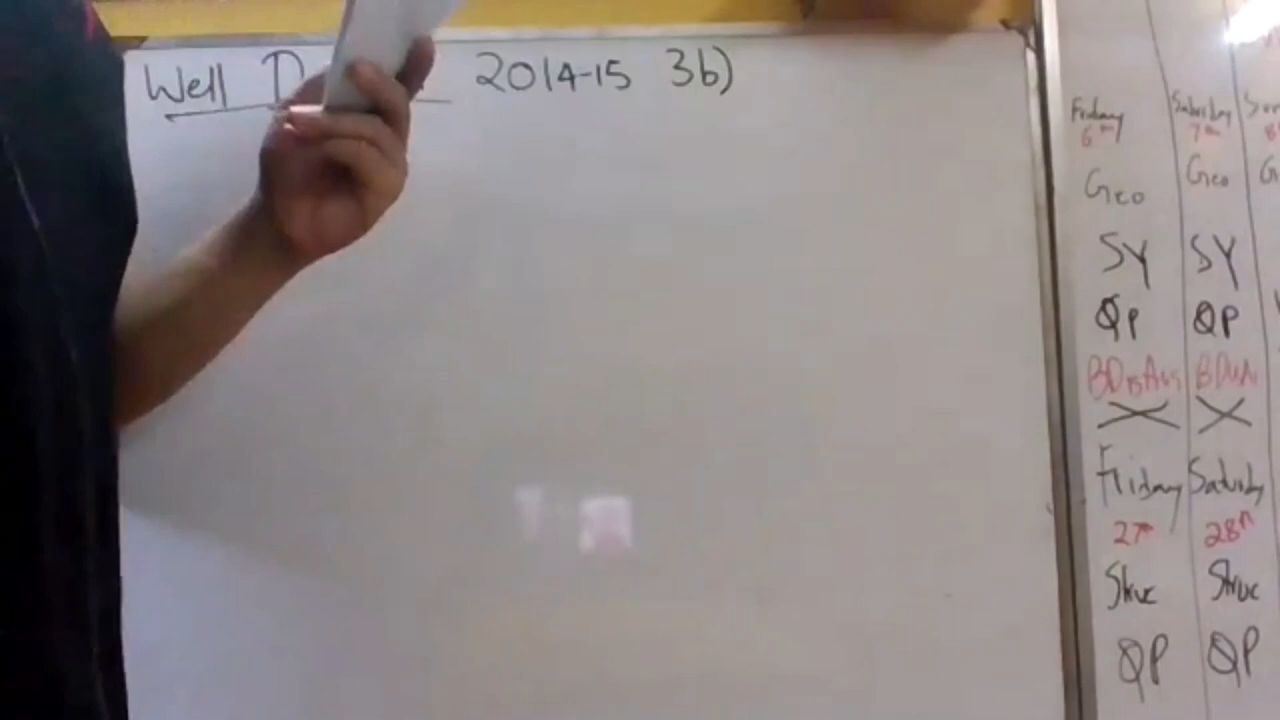 Well D 2014-15 3b)
Friday Saturday
6th 7th 8
Geo Geo G
SY SY
QP QP
X X
Friday Saturday
27th 28th
Struc Struc
QP QP